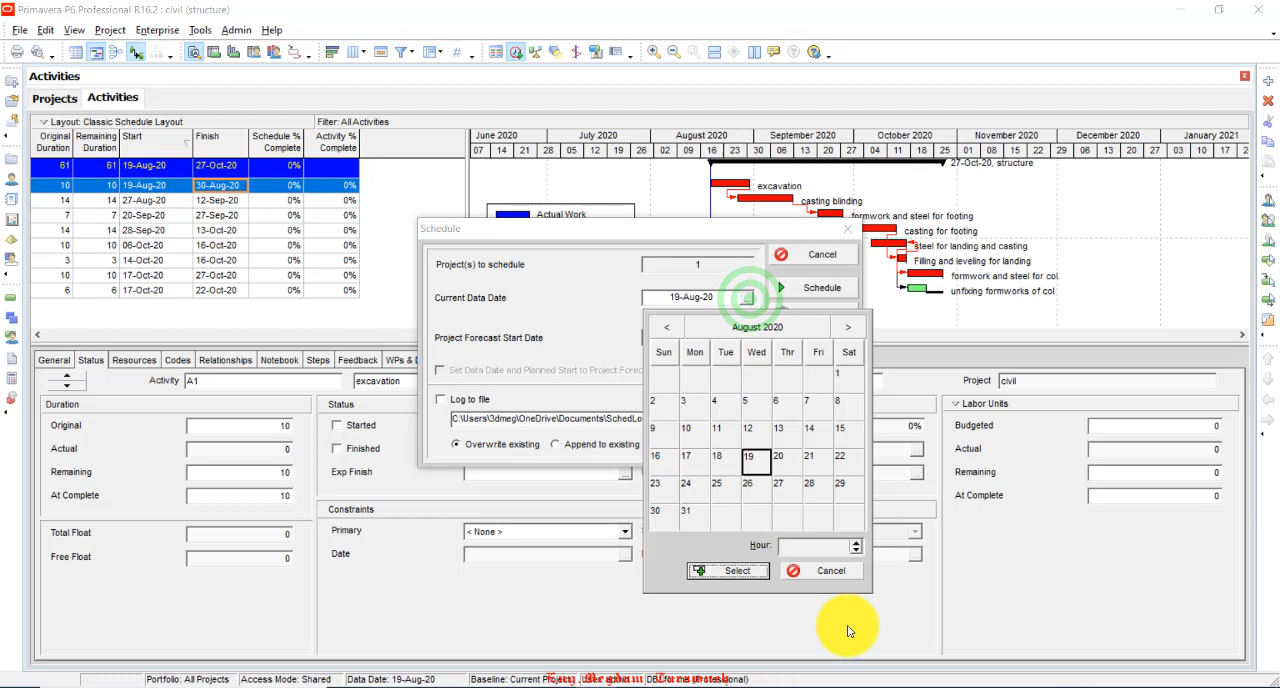 Primavera P6 Professional R16.2 : civil (structure)
File Edit View Project Enterprise Tools Admin Help
Activities
Projects Activities
Layout: Classic Schedule Layout Filter: All Activities
Original Duration Remaining Duration Start Finish Schedule % Complete Activity % Complete
June 2020 July 2020 August 2020 September 2020 October 2020 November 2020 December 2020 January 2021
07 14 21 28 05 12 19 26 02 09 16 23 30 06 13 20 27 04 11 18 25 01 08 15 22 29 06 13 20 27 03 10 17 2
61 61 19-Aug-20 27-Oct-20 0% 27-Oct-20, structure
10 10 19-Aug-20 30-Aug-20 0% 0% excavation
14 14 27-Aug-20 12-Sep-20 0% 0% casting blinding
7 7 20-Sep-20 27-Sep-20 0% 0% formwork and steel for footing
14 14 28-Sep-20 13-Oct-20 0% 0% casting for footing
10 10 06-Oct-20 16-Oct-20 0% 0% steel for landing and casting
3 3 14-Oct-20 18-Oct-20 0% 0% Filling and leveling for landing
10 10 17-Oct-20 27-Oct-20 0% 0% formwork and steel for col.
6 6 17-Oct-20 22-Oct-20 0% 0% unfixing formworks of col
Actual Work
Schedule
Project(s) to schedule 1 Cancel
Current Data Date 19-Aug-20 ... Schedule
Project Forecast Start Date
Set Data Date and Planned Start to Project Forec
Log to file
C:\Users\3dmeg\OneDrive\Documents\SchedLo
Overwrite existing Append to existing
< August 2020 >
Sun Mon Tue Wed Thr Fri Sat
1
2 3 4 5 6 7 8
9 10 11 12 13 14 15
16 17 18 19 20 21 22
23 24 25 26 27 28 29
30 31
Hour:
Select Cancel
General Status Resources Codes Relationships Notebook Steps Feedback WPs & D
Activity A1 excavation Project civil
Duration Status Labor Units
Original 10 Started 0% Budgeted 0
Actual 0 Finished Actual 0
Remaining 10 Exp Finish Remaining 0
At Complete 10 At Complete 0
Constraints
Total Float 0 Primary < None >
Free Float 0 Date
Portfolio: All Projects Access Mode: Shared Data Date: 19-Aug-20 Baseline: Current Project